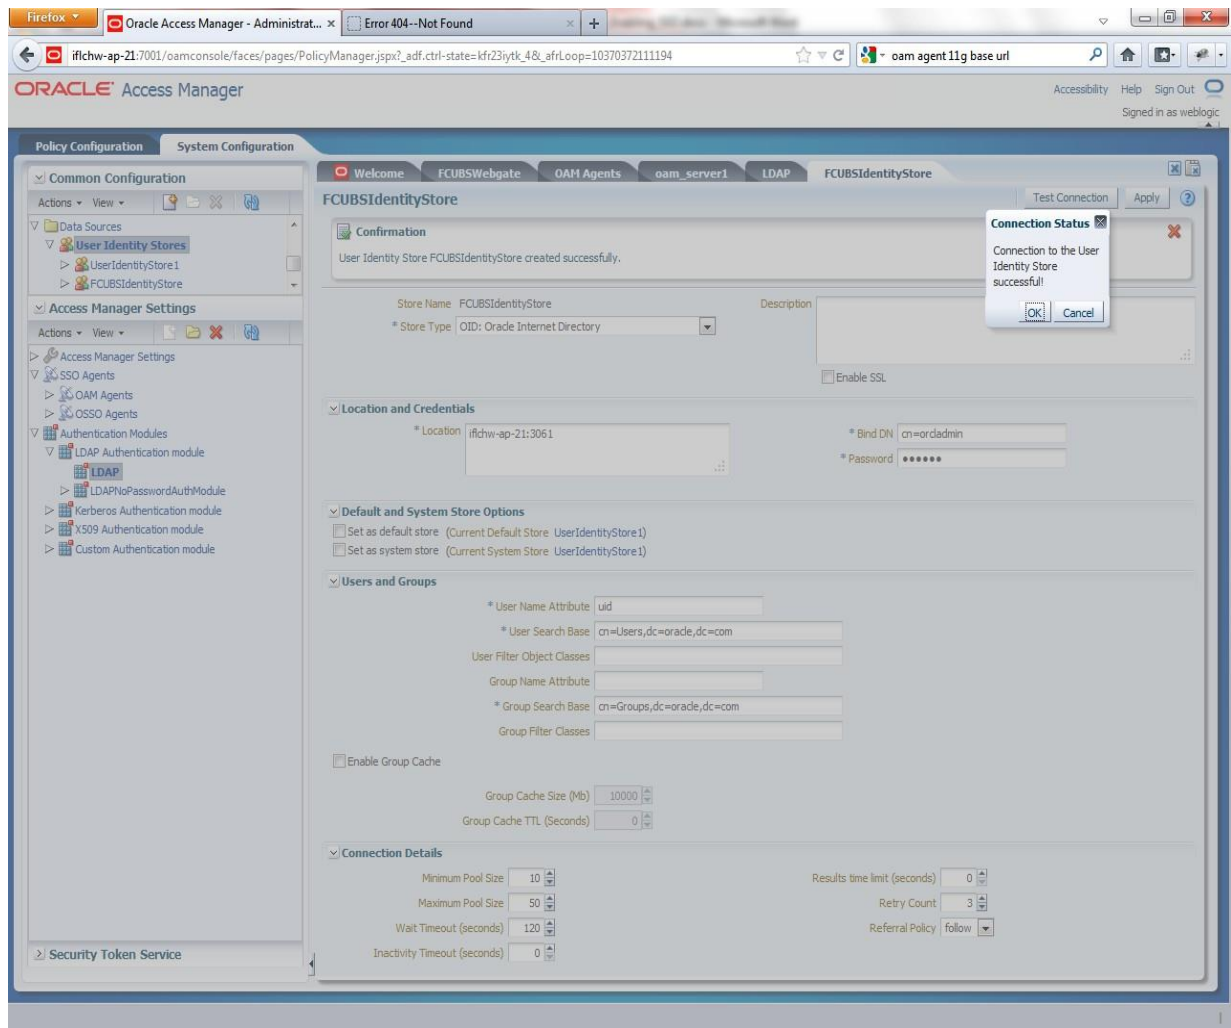 Firefox
Oracle Access Manager - Administrat...
Error 404--Not Found
iflchw-ap-21:7001/oamconsole/faces/pages/PolicyManager.jspx?_adf.ctrl-state=kfr23iytk_4&_afrLoop=10370372111194
oam agent 11g base url
ORACLE Access Manager
Accessibility Help Sign Out
Signed in as weblogic
Policy Configuration System Configuration
Common Configuration
Actions View
Data Sources
User Identity Stores
UserIdentityStore1
FCUBSIdentityStore
Access Manager Settings
Actions View
Access Manager Settings
SSO Agents
OAM Agents
OSSO Agents
Authentication Modules
LDAP Authentication module
LDAP
LDAPNoPasswordAuthModule
Kerberos Authentication module
X509 Authentication module
Custom Authentication module
Security Token Service
Welcome FCUBSWebgate OAM Agents oam_server1 LDAP FCUBSIdentityStore
FCUBSIdentityStore
Test Connection Apply
Confirmation
User Identity Store FCUBSIdentityStore created successfully.
Connection Status
Connection to the User
Identity Store
successful!
OK Cancel
Store Name FCUBSIdentityStore
Description
* Store Type OID: Oracle Internet Directory
Enable SSL
Location and Credentials
* Location iflchw-ap-21:3061
* Bind DN cn=orcladmin
* Password ••••••
Default and System Store Options
Set as default store (Current Default Store UserIdentityStore1)
Set as system store (Current System Store UserIdentityStore1)
Users and Groups
* User Name Attribute uid
* User Search Base cn=Users,dc=oracle,dc=com
User Filter Object Classes
Group Name Attribute
* Group Search Base cn=Groups,dc=oracle,dc=com
Group Filter Classes
Enable Group Cache
Group Cache Size (Mb) 10000
Group Cache TTL (Seconds) 0
Connection Details
Minimum Pool Size 10
Results time limit (seconds) 0
Maximum Pool Size 50
Retry Count 3
Wait Timeout (seconds) 120
Referral Policy follow
Inactivity Timeout (seconds) 0